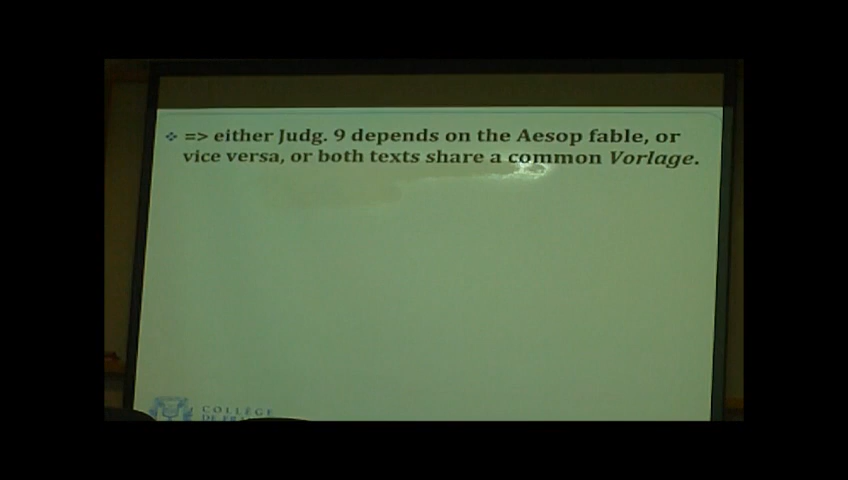 => either Judg. 9 depends on the Aesop fable, or
vice versa, or both texts share a common Vorlage.
COLLÈGE